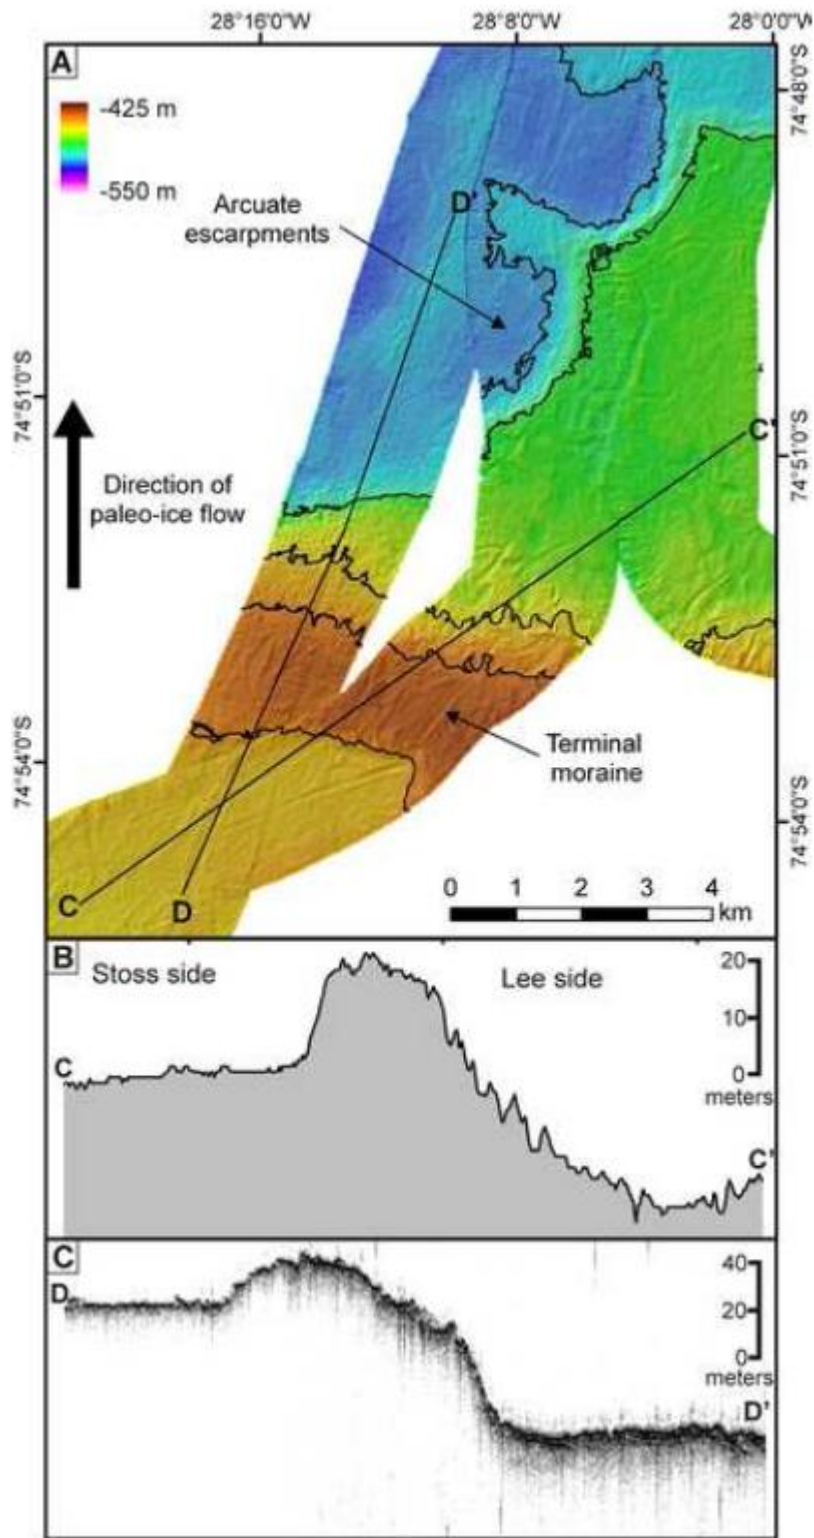 28°16'0"W 28°8'0"W 28°0'0"W
A
-425 m
-550 m
74°48'0"S
Arcuate
escarpments
D'
74°51'0"S
Direction of
paleo-ice flow
C'
74°51'0"S
Terminal
moraine
74°54'0"S
74°54'0"S
C
D
0 1 2 3 4
km
B
Stoss side
Lee side
20
10
0
meters
C
C'
C
D
40
20
0
meters
D'